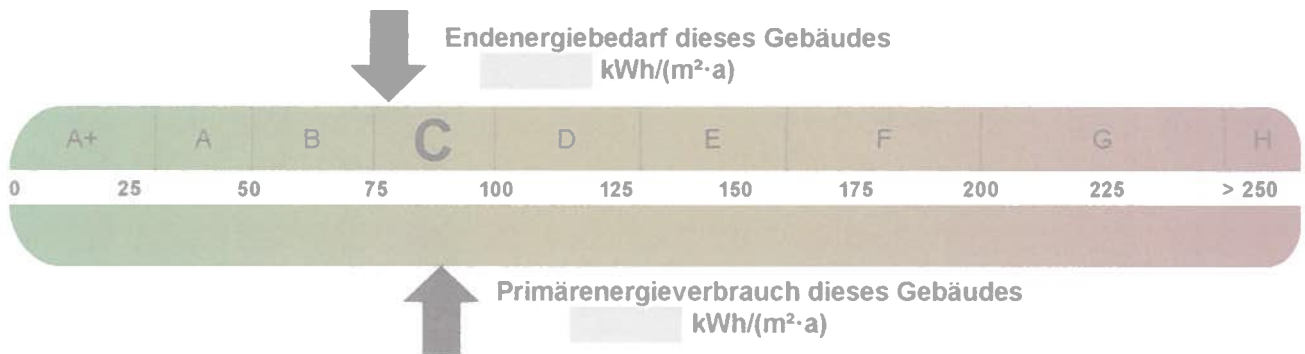 Endenergiebedarf dieses Gebäudes
kWh/(m²·a)
A+ A B C D E F G H
0 25 50 75 100 125 150 175 200 225 > 250
Primärenergieverbrauch dieses Gebäudes
kWh/(m²·a)